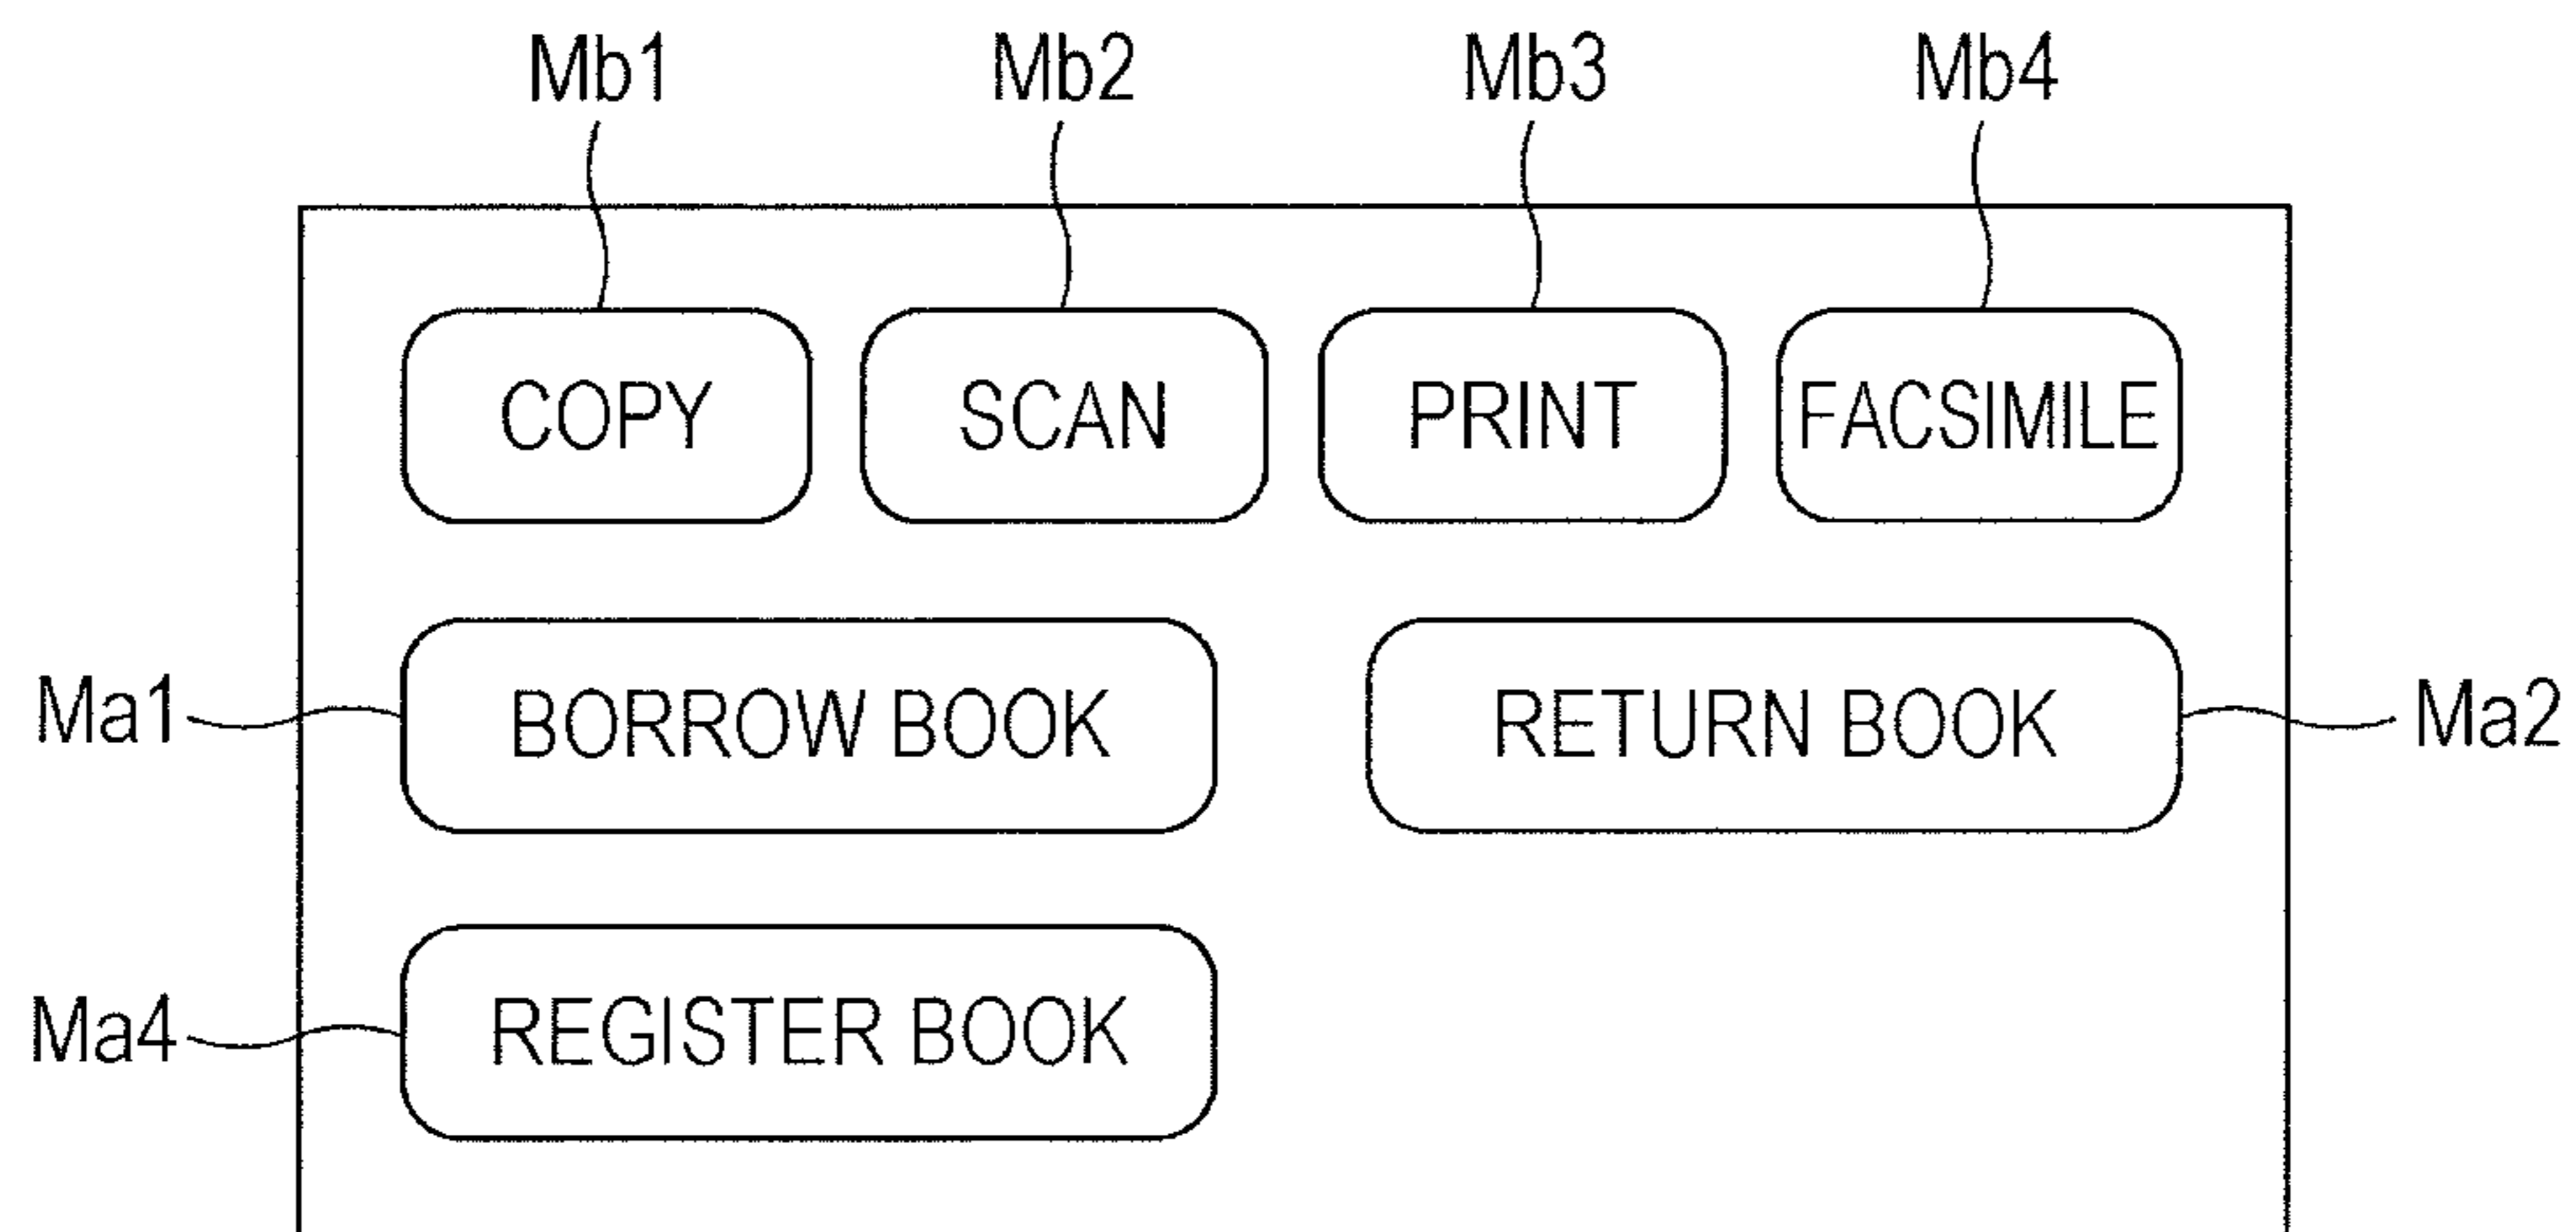 Mb1 Mb2 Mb3 Mb4
COPY SCAN PRINT FACSIMILE
Ma1 BORROW BOOK RETURN BOOK Ma2
Ma4 REGISTER BOOK